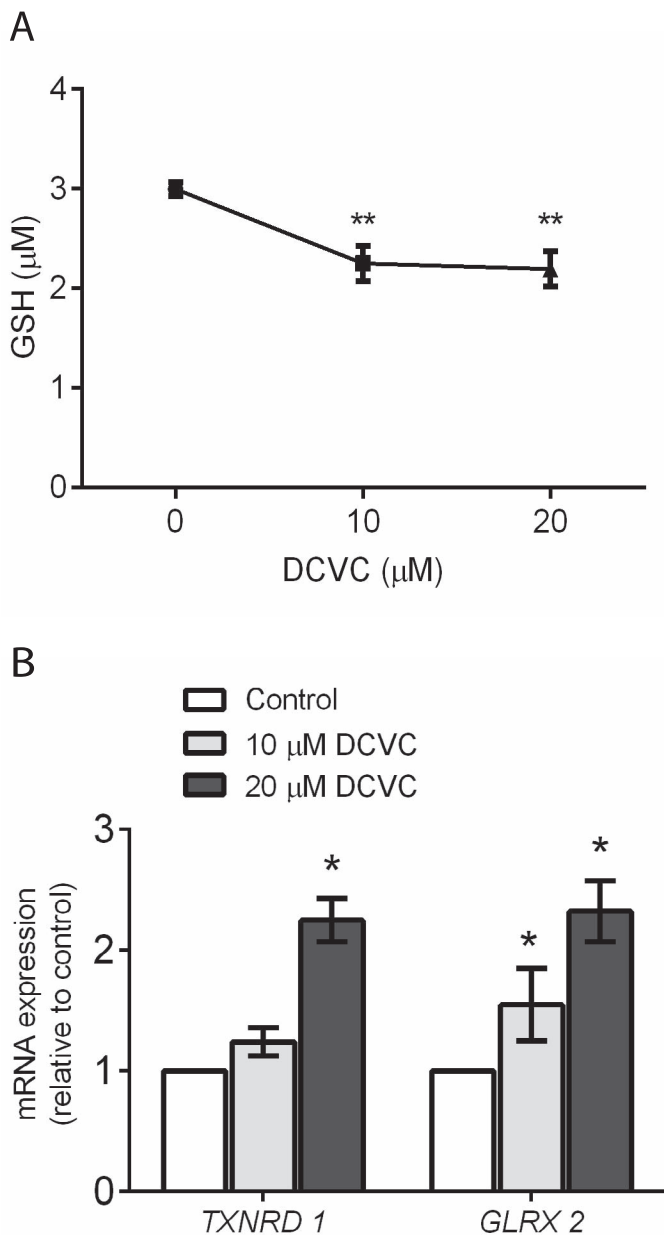 A
4
3
2
1
0
GSH (μM)
** **
0 10 20
DCVC (μM)
B
Control
10 μM DCVC
20 μM DCVC
3
2
1
0
mRNA expression
(relative to control)
* * *
TXNRD 1 GLRX 2